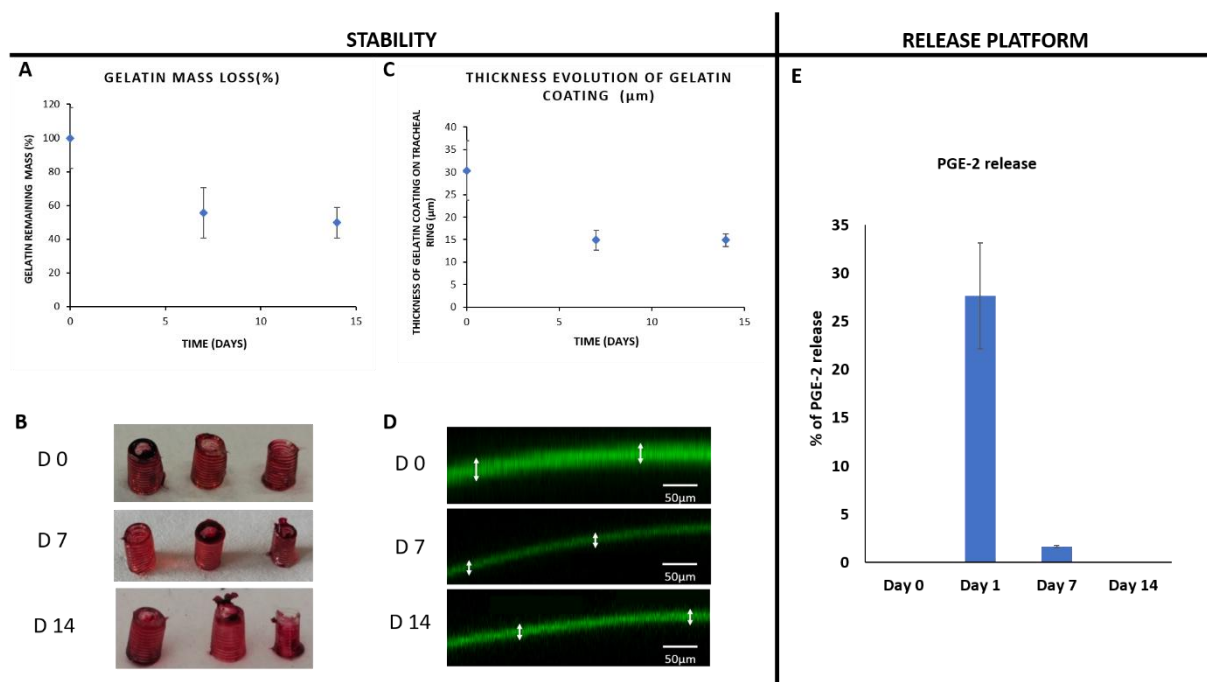 STABILITY
RELEASE PLATFORM
A
GELATIN MASS LOSS(%)
GELATIN REMAINING MASS (%)
120
100
80
60
40
20
0
0 5 10 15
TIME (DAYS)
C
THICKNESS EVOLUTION OF GELATIN
COATING (µm)
THICKNESS OF GELATIN COATING ON TRACHEAL
RING (µm)
40
35
30
25
20
15
10
5
0
0 5 10 15
TIME (DAYS)
B
D 0
D 7
D 14
D
D 0
50µm
D 7
50µm
D 14
50µm
E
PGE-2 release
% of PGE-2 release
35
30
25
20
15
10
5
0
Day 0 Day 1 Day 7 Day 14